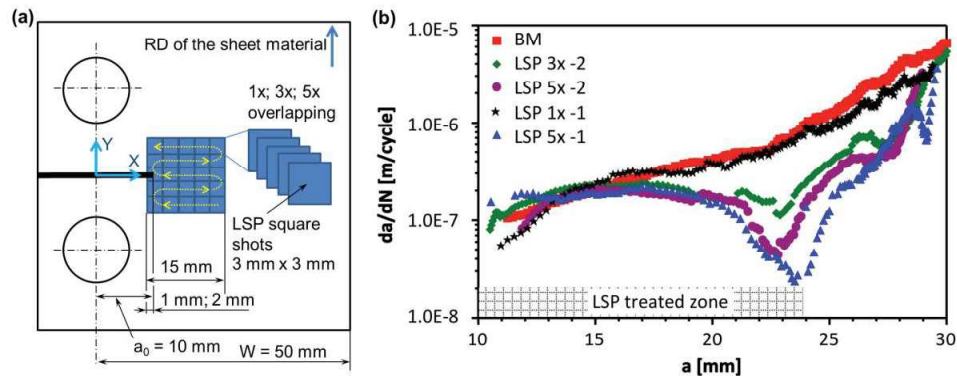 (a)
RD of the sheet material
1x; 3x; 5x
overlapping
Y
X
LSP square
shots
3 mm x 3 mm
15 mm
1 mm; 2 mm
a0 = 10 mm
W = 50 mm
(b)
1.0E-5
1.0E-6
1.0E-7
1.0E-8
da/dN [m/cycle]
BM
LSP 3x -2
LSP 5x -2
LSP 1x -1
LSP 5x -1
LSP treated zone
10 15 20 25 30
a [mm]